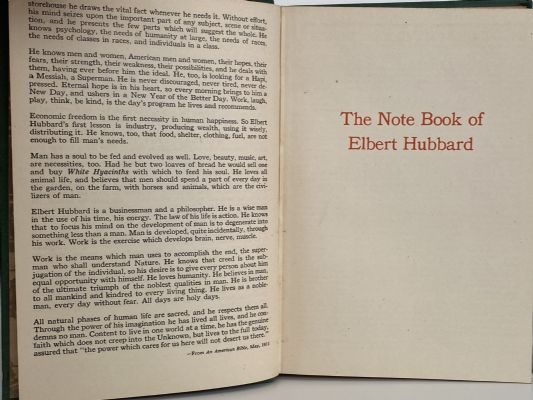 storehouse he draws the vital fact whenever he needs it. Without effort,
his mind seizes upon the important part of any subject, scene or situa-
tion, and he presents the few parts which will suggest the whole. He
knows psychology, the needs of humanity at large, the needs of races,
the needs of classes in races, and individuals in a class.
He knows men and women, American men and women, their hopes, their
fears, their strength, their weakness, their possibilities, and he deals with
them, having ever before him the ideal. He, too, is looking for a Hapi,
a Messiah, a Superman. He is never discouraged, never tired, never de-
pressed. Eternal hope is in his heart, so every morning brings to him a
New Day, and ushers in a New Year of the Better Day. Work, laugh,
play, think, be kind, is the day's program he lives and recommends.
Economic freedom is the first necessity in human happiness. So Elbert
Hubbard's first lesson is industry, producing wealth, using it wisely,
distributing it. He knows, too, that food, shelter, clothing, fuel, are not
enough to fill man's needs.
Man has a soul to be fed and evolved as well. Love, beauty, music, art,
are necessities, too. Had he but two loaves of bread he would sell one
and buy White Hyacinths with which to feed his soul. He loves all
animal life, and believes that men should spend a part of every day in
the garden, on the farm, with horses and animals, which are the civi-
lizers of man.
Elbert Hubbard is a businessman and a philosopher. He is a wise man
in the use of his time, his energy. The law of his life is action. He knows
that to focus his mind on the development of man is to degenerate into
something less than a man. Man is developed, quite incidentally, through
his work. Work is the exercise which develops brain, nerve, muscle.
Work is the means which man uses to accomplish the end, the super-
man who shall understand Nature. He knows that creed is the sub-
jugation of the individual, so his desire is to give every person about him
equal opportunity with himself. He loves humanity. He believes in man,
of the ultimate triumph of the noblest qualities in man. He is brother
to all mankind and kindred to every living thing. He lives as a noble-
man, every day without fear. All days are holy days.
All natural phases of human life are sacred, and he respects them all.
Through the power of his imagination he has lived all lives, and he con-
demns no man. Content to live in one world at a time, he has the genuine
faith which does not creep into the Unknown, but lives to the full today,
assured that "the power which cares for us here will not desert us there."
—From An American Bible, May,
The Note Book of
Elbert Hubbard